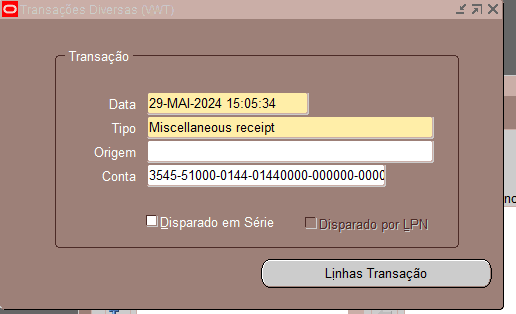 Transações Diversas (VWT)
Transação
Data 29-MAI-2024 15:05:34
Tipo Miscellaneous receipt
Origem
Conta 3545-51000-0144-01440000-000000-0000
Disparado em Série Disparado por LPN
Linhas Transação